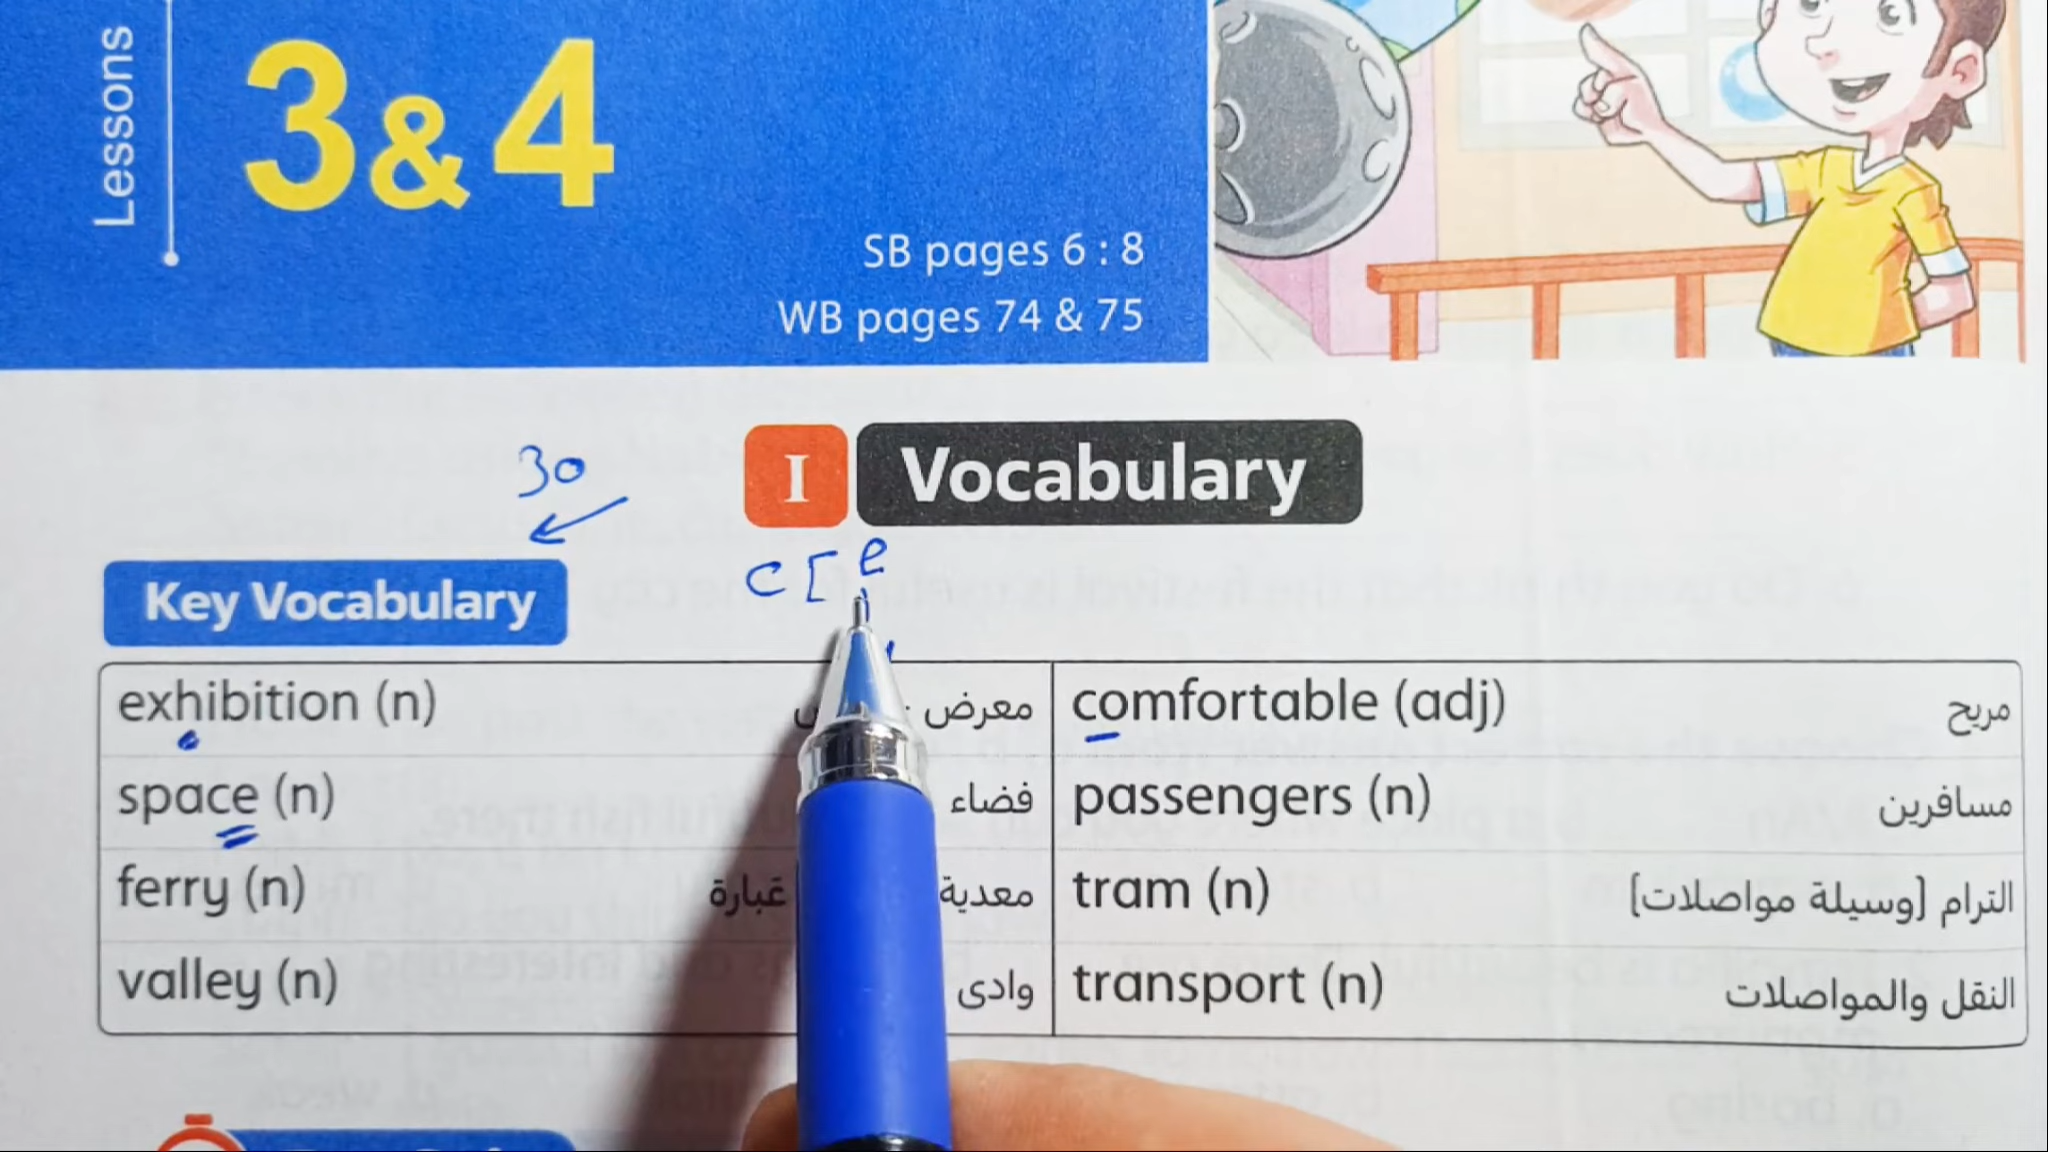 Lessons
3 & 4
SB pages 6 : 8
WB pages 74 & 75
I Vocabulary
30
c [ e
i
Key Vocabulary
exhibition (n) معرض
comfortable (adj) مريح
space (n) فضاء
passengers (n) مسافرين
ferry (n) معدية عَبارة
tram (n) الترام [وسيلة مواصلات]
valley (n) وادى
transport (n) النقل والمواصلات